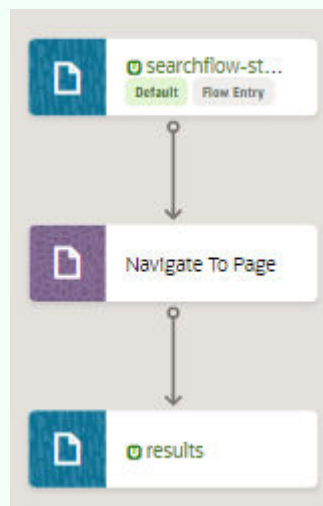 searchflow-st...
Default Flow Entry
Navigate To Page
results